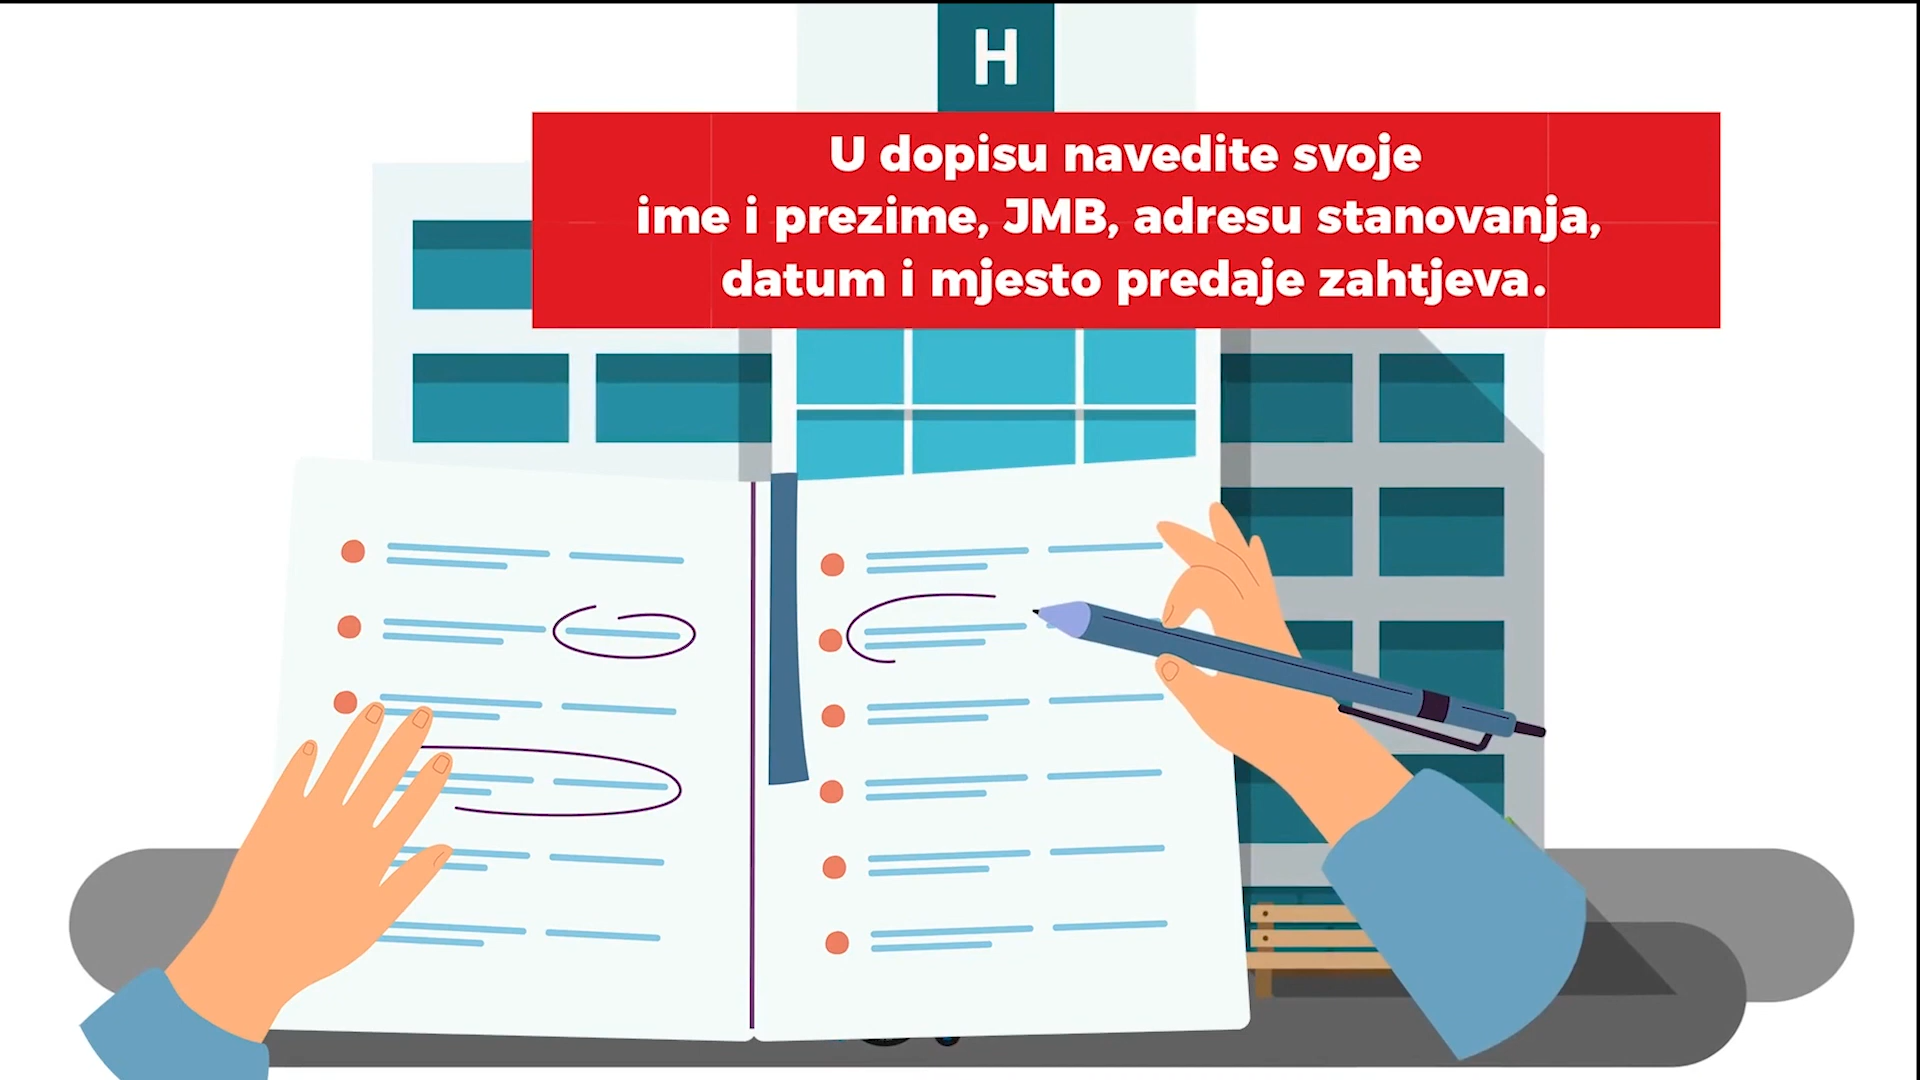 H
U dopisu navedite svoje
ime i prezime, JMB, adresu stanovanja,
datum i mjesto predaje zahtjeva.